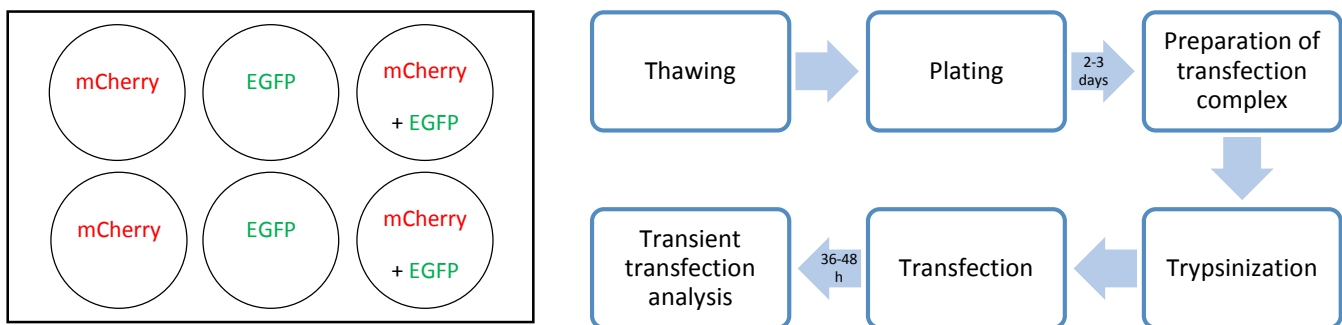 mCherry
EGFP
mCherry
+ EGFP
mCherry
EGFP
mCherry
+ EGFP
Thawing
Plating
2-3
days
Preparation of
transfection
complex
Trypsinization
Transfection
36-48
h
Transient
transfection
analysis